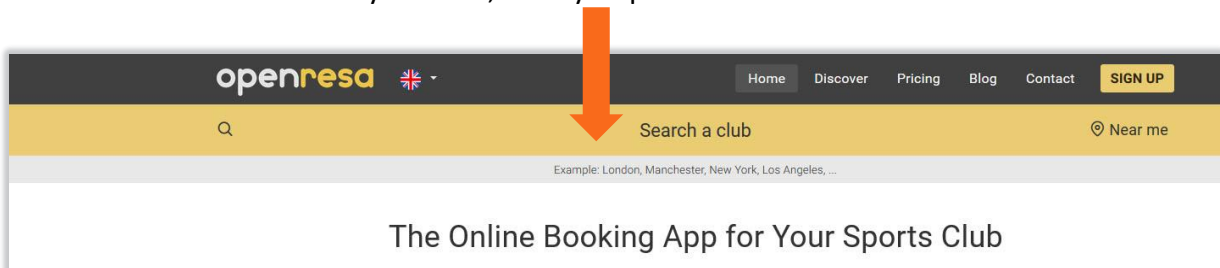 openresa
Home Discover Pricing Blog Contact SIGN UP
Search a club Near me
Example: London, Manchester, New York, Los Angeles, ...
The Online Booking App for Your Sports Club